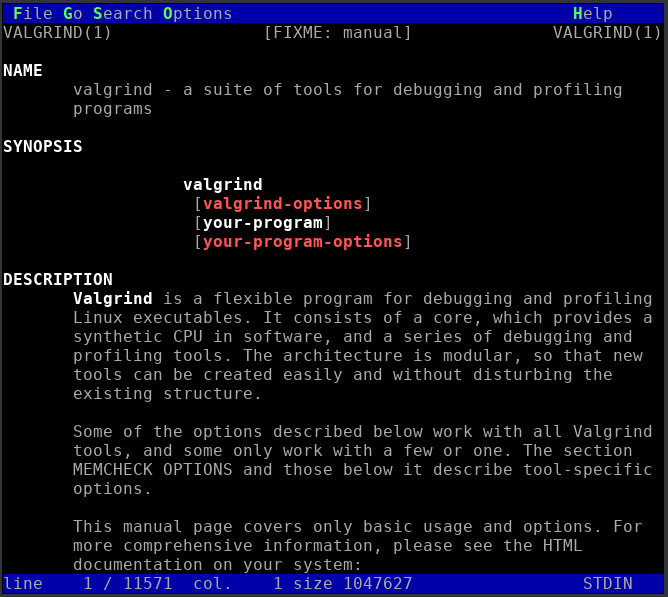 File Go Search Options Help
VALGRIND(1) [FIXME: manual] VALGRIND(1)
NAME
valgrind - a suite of tools for debugging and profiling
programs
SYNOPSIS
valgrind
[valgrind-options]
[your-program]
[your-program-options]
DESCRIPTION
Valgrind is a flexible program for debugging and profiling
Linux executables. It consists of a core, which provides a
synthetic CPU in software, and a series of debugging and
profiling tools. The architecture is modular, so that new
tools can be created easily and without disturbing the
existing structure.
Some of the options described below work with all Valgrind
tools, and some only work with a few or one. The section
MEMCHECK OPTIONS and those below it describe tool-specific
options.
This manual page covers only basic usage and options. For
more comprehensive information, please see the HTML
documentation on your system:
line 1 / 11571 col. 1 size 1047627 STDIN